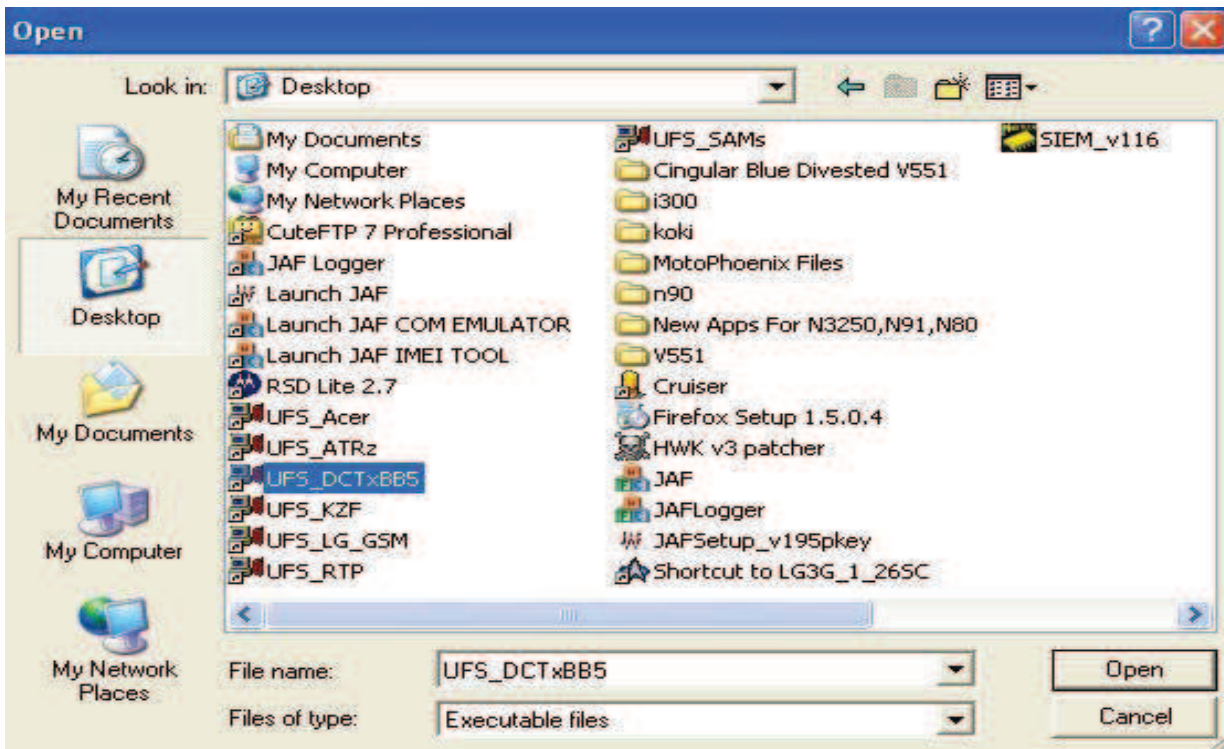 Open
Look in:
Desktop
My Recent
Documents
Desktop
My Documents
My Computer
My Network
Places
My Documents
My Computer
My Network Places
CuteFTP 7 Professional
JAF Logger
Launch JAF
Launch JAF COM EMULATOR
Launch JAF IMEI TOOL
RSD Lite 2.7
UFS_Acer
UFS_ATRz
UFS_DCTxBB5
UFS_KZF
UFS_LG_GSM
UFS_RTP
UFS_SAMs
Cingular Blue Divested V551
i300
koki
MotoPhoenix Files
n90
New Apps For N3250,N91,N80
V551
Cruiser
Firefox Setup 1.5.0.4
HWK v3 patcher
JAF
JAFLogger
JAFSetup_v195pkey
Shortcut to LG3G_1_26SC
SIEM_v116
File name:
UFS_DCTxBB5
Open
Files of type:
Executable files
Cancel